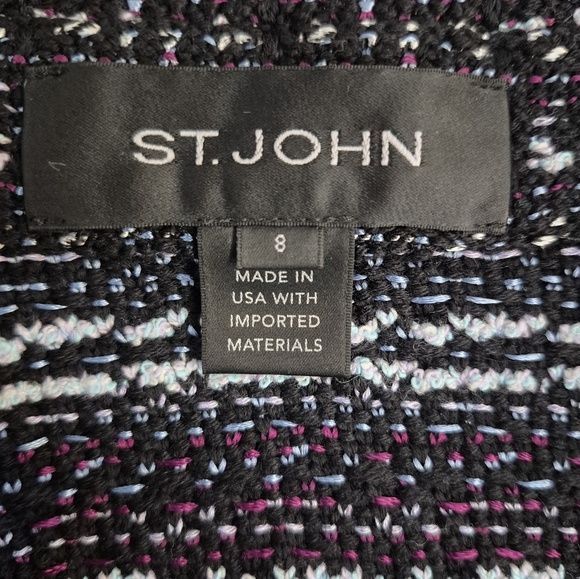 ST. JOHN
8
MADE IN
USA WITH
IMPORTED
MATERIALS